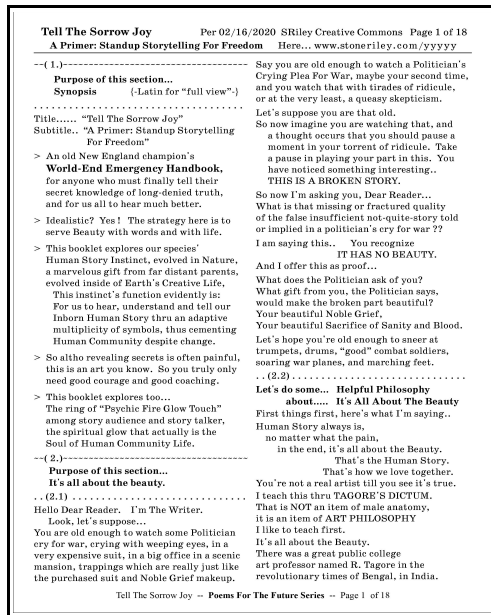 Tell The Sorrow Joy Per 02/16/2020 SRiley Creative Commons Page 1 of 18
A Primer: Standup Storytelling For Freedom Here... www.stoneriley.com/yyyyy
--( 1.)-------------------------------------
Purpose of this section...
Synopsis {-Latin for "full view"-}
. . . . . . . . . . . . . . . . . . . . . . . . . . . . . . . . . . .
Title...... "Tell The Sorrow Joy"
Subtitle.. "A Primer: Standup Storytelling
For Freedom"
> An old New England champion's
World-End Emergency Handbook,
for anyone who must finally tell their
secret knowledge of long-denied truth,
and for us all to hear much better.
> Idealistic? Yes ! The strategy here is to
serve Beauty with words and with life.
> This booklet explores our species'
Human Story Instinct, evolved in Nature,
a marvelous gift from far distant parents,
evolved inside of Earth's Creative Life,
This instinct's function evidently is:
For us to hear, understand and tell our
Inborn Human Story thru an adaptive
multiplicity of symbols, thus cementing
Human Community despite change.
> So altho revealing secrets is often painful,
this is an art you know. So you truly only
need good courage and good coaching.
> This booklet explores too...
The ring of "Psychic Fire Glow Touch"
among story audience and story talker,
the spiritual glow that actually is the
Soul of Human Community Life.
--( 2.)-------------------------------------
Purpose of this section...
It's all about the beauty.
. . (2.1) . . . . . . . . . . . . . . . . . . . . . . . . . . . . .
Hello Dear Reader. I'm The Writer.
Look, let's suppose...
You are old enough to watch some Politician
cry for war, crying with weeping eyes, in a
very expensive suit, in a big office in a scenic
mansion, trappings which are really just like
the purchased suit and Noble Grief makeup.
Say you are old enough to watch a Politician's
Crying Plea For War, maybe your second time,
and you watch that with tirades of ridicule,
or at the very least, a queasy skepticism.
Let's suppose you are that old.
So now imagine you are watching that, and
a thought occurs that you should pause a
moment in your torrent of ridicule. Take
a pause in playing your part in this. You
have noticed something interesting..
THIS IS A BROKEN STORY.
So now I'm asking you, Dear Reader...
What is that missing or fractured quality
of the false insufficient not-quite-story told
or implied in a politician's cry for war ??
I am saying this.. You recognize
IT HAS NO BEAUTY.
And I offer this as proof...
What does the Politician ask of you?
What gift from you, the Politician says,
would make the broken part beautiful?
Your beautiful Noble Grief,
Your beautiful Sacrifice of Sanity and Blood.
Let's hope you're old enough to sneer at
trumpets, drums, "good" combat soldiers,
soaring war planes, and marching feet.
. . (2.2) . . . . . . . . . . . . . . . . . . . . . . . . . . . . .
Let's do some... Helpful Philosophy
about..... It's All About The Beauty
First things first, here's what I'm saying..
Human Story always is,
no matter what the pain,
in the end, it's all about the beauty.
That's the Human Story.
That's how we love together.
You're not a real artist till you see it's true.
I teach this thru TAGORE'S DICTUM.
That is NOT an item of male anatomy,
it is an item of ART PHILOSOPHY
I like to teach first.
It's all about the beauty.
There was a great public college
art professor named R. Tagore in the
revolutionary times of Bengal, in India.
Tell The Sorrow Joy -- Poems For The Future Series -- Page 1 of 18